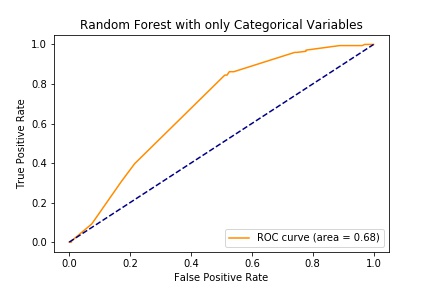 Random Forest with only Categorical Variables
1.0
0.8
0.6
0.4
0.2
0.0
True Positive Rate
ROC curve (area = 0.68)
0.0 0.2 0.4 0.6 0.8 1.0
False Positive Rate